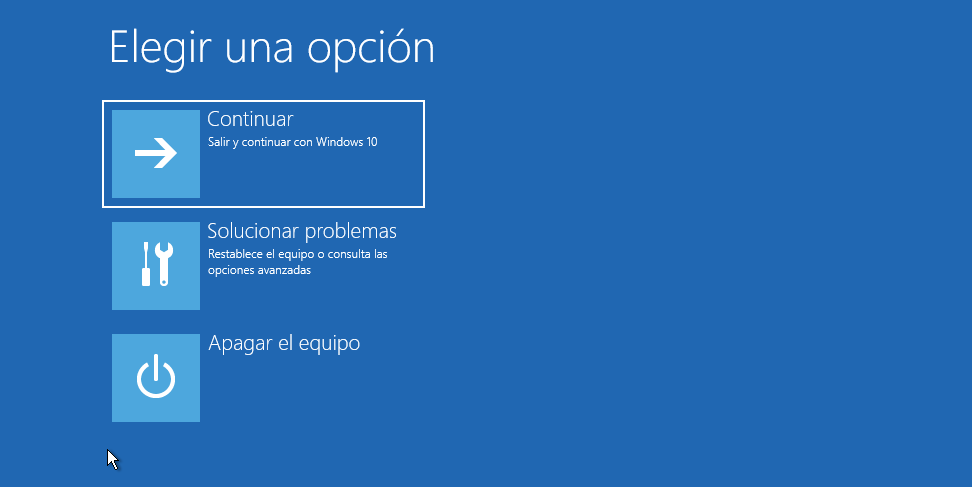 Elegir una opción
Continuar
Salir y continuar con Windows 10
Solucionar problemas
Restablece el equipo o consulta las
opciones avanzadas
Apagar el equipo